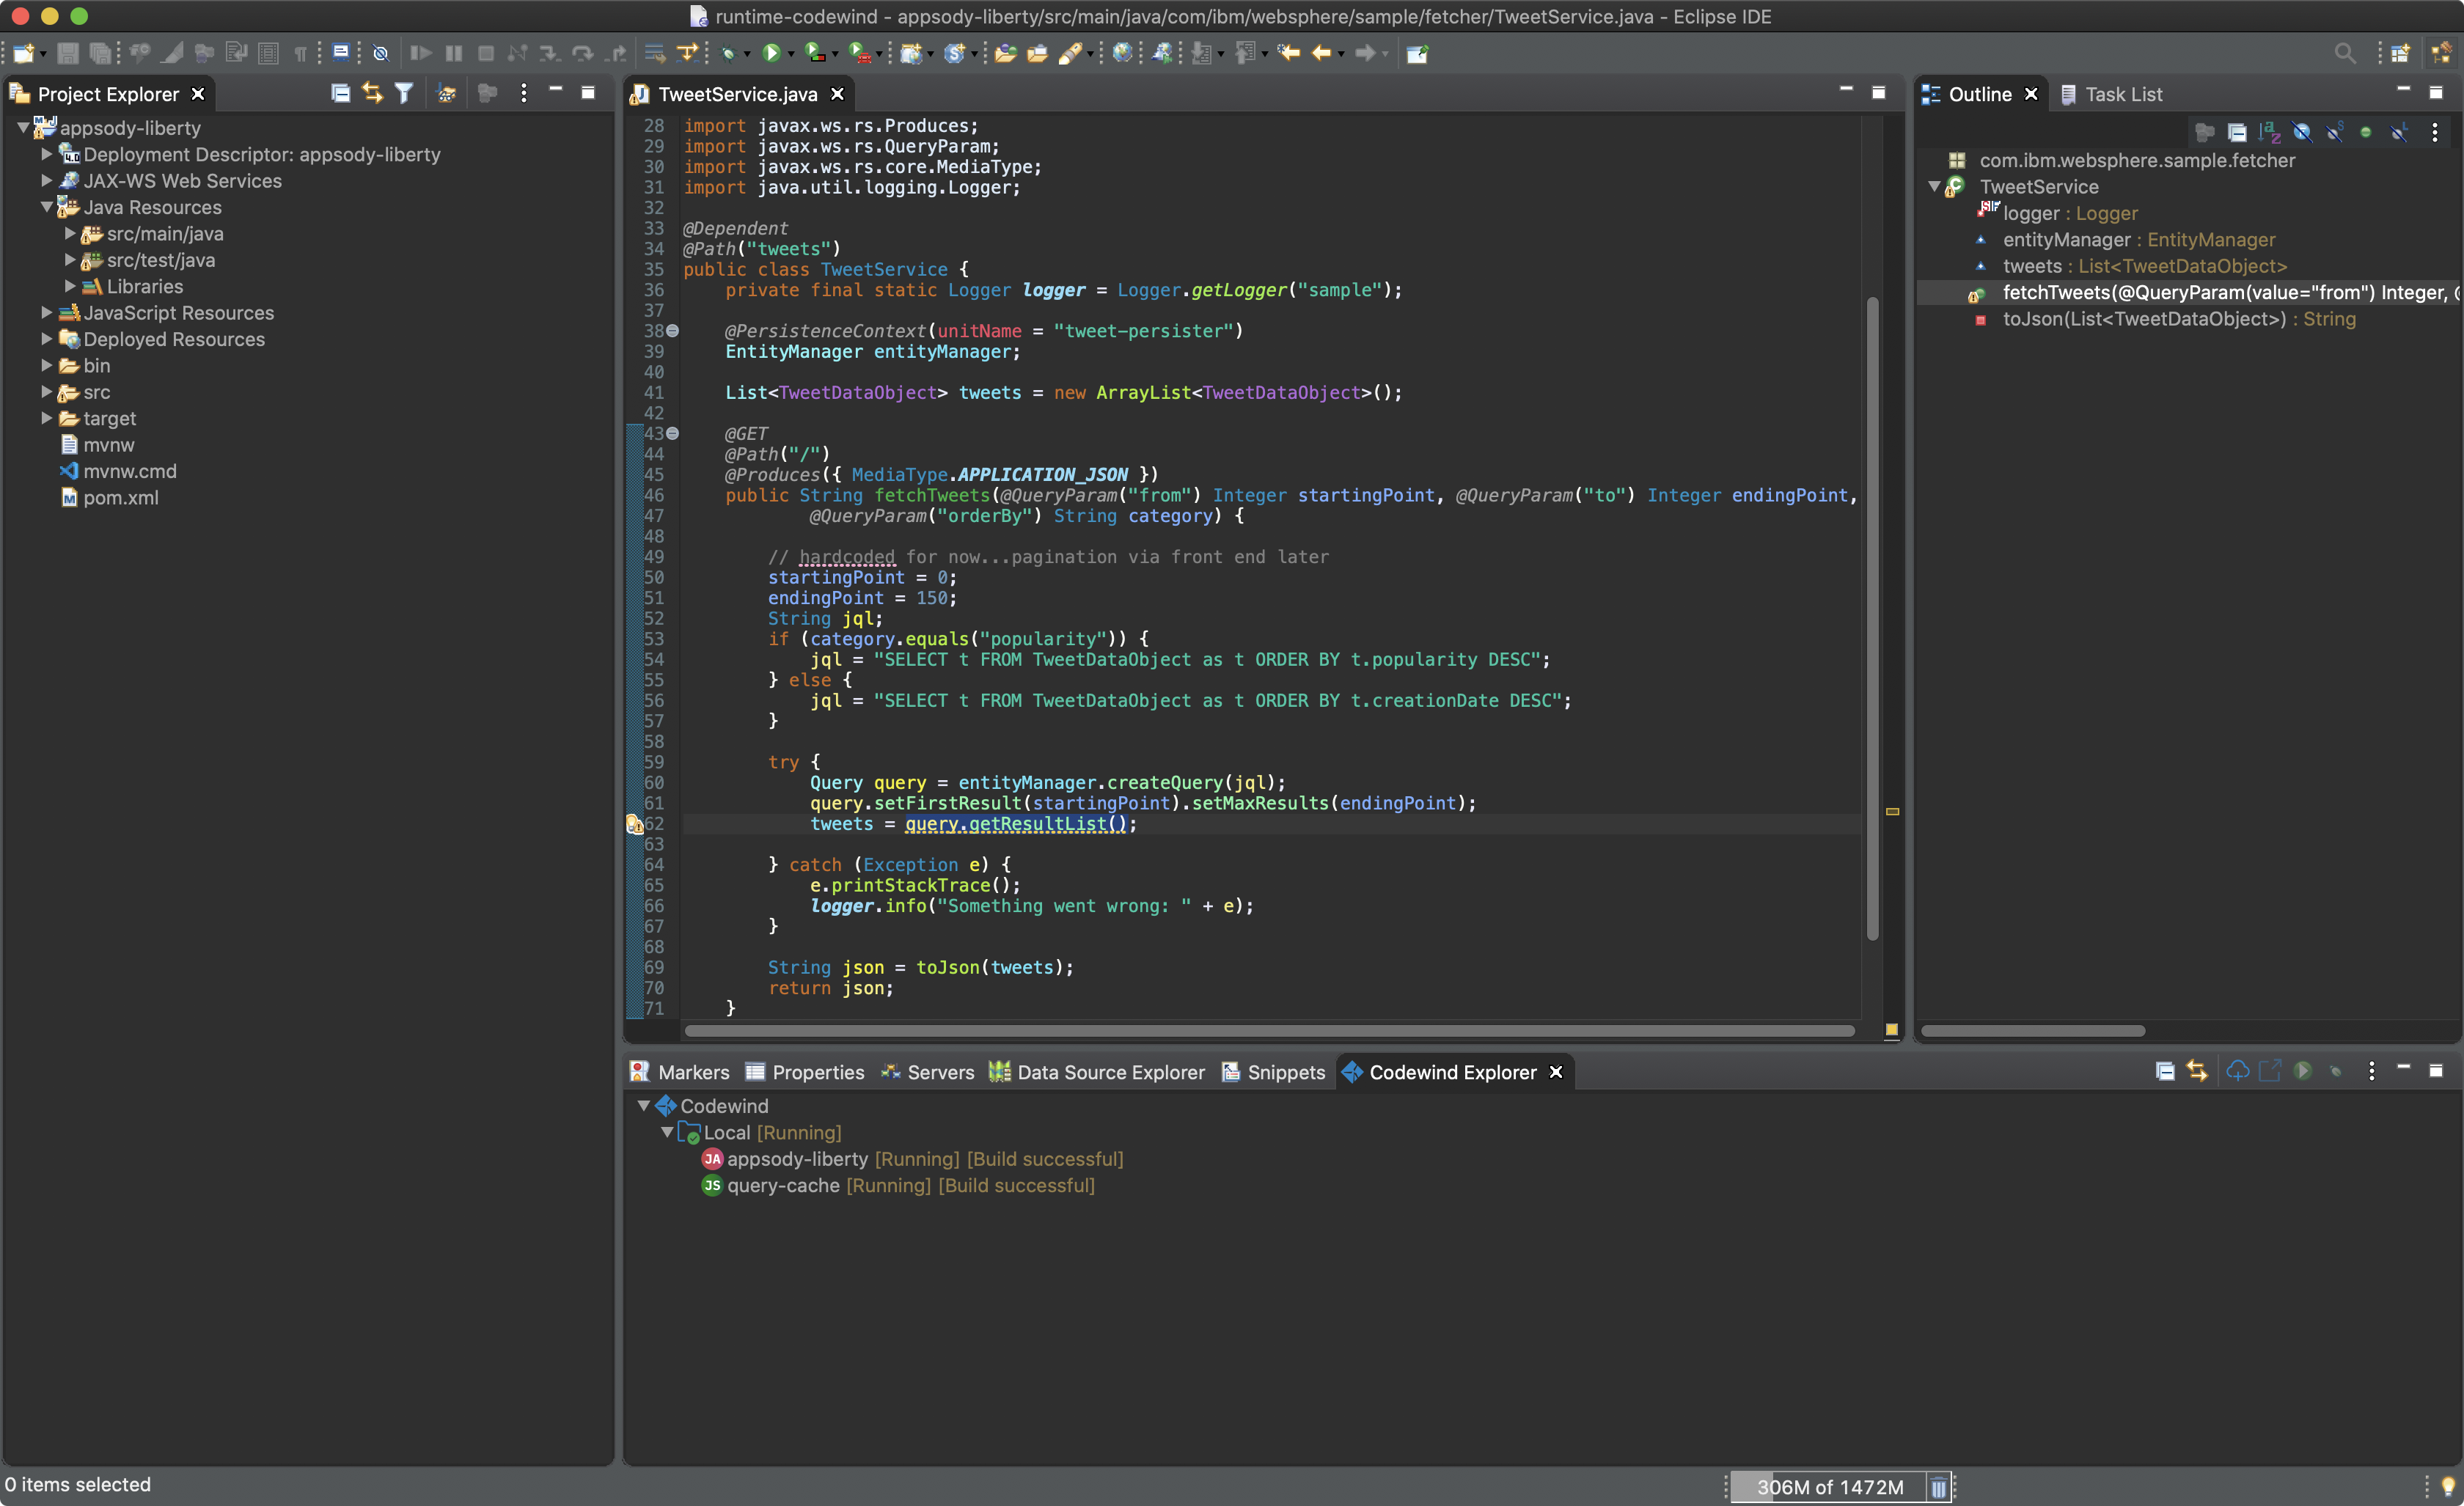 runtime-codewind - appsody-liberty/src/main/java/com/ibm/websphere/sample/fetcher/TweetService.java - Eclipse IDE
Project Explorer
appsody-liberty
Deployment Descriptor: appsody-liberty
JAX-WS Web Services
Java Resources
src/main/java
src/test/java
Libraries
JavaScript Resources
Deployed Resources
bin
src
target
mvnw
mvnw.cmd
pom.xml
TweetService.java
28 import javax.ws.rs.Produces;
29 import javax.ws.rs.QueryParam;
30 import javax.ws.rs.core.MediaType;
31 import java.util.logging.Logger;
32
33 @Dependent
34 @Path("tweets")
35 public class TweetService {
36 private final static Logger logger = Logger.getLogger("sample");
37
38 @PersistenceContext(unitName = "tweet-persister")
39 EntityManager entityManager;
40
41 List<TweetDataObject> tweets = new ArrayList<TweetDataObject>();
42
43 @GET
44 @Path("/")
45 @Produces({ MediaType.APPLICATION_JSON })
46 public String fetchTweets(@QueryParam("from") Integer startingPoint, @QueryParam("to") Integer endingPoint,
47 @QueryParam("orderBy") String category) {
48
49 // hardcoded for now...pagination via front end later
50 startingPoint = 0;
51 endingPoint = 150;
52 String jql;
53 if (category.equals("popularity")) {
54 jql = "SELECT t FROM TweetDataObject as t ORDER BY t.popularity DESC";
55 } else {
56 jql = "SELECT t FROM TweetDataObject as t ORDER BY t.creationDate DESC";
57 }
58
59 try {
60 Query query = entityManager.createQuery(jql);
61 query.setFirstResult(startingPoint).setMaxResults(endingPoint);
62 tweets = query.getResultList();
63
64 } catch (Exception e) {
65 e.printStackTrace();
66 logger.info("Something went wrong: " + e);
67 }
68
69 String json = toJson(tweets);
70 return json;
71 }
Outline
Task List
com.ibm.websphere.sample.fetcher
TweetService
logger : Logger
entityManager : EntityManager
tweets : List<TweetDataObject>
fetchTweets(@QueryParam(value="from") Integer,
toJson(List<TweetDataObject>) : String
Markers
Properties
Servers
Data Source Explorer
Snippets
Codewind Explorer
Codewind
Local [Running]
JA appsody-liberty [Running] [Build successful]
JS query-cache [Running] [Build successful]
0 items selected
306M of 1472M